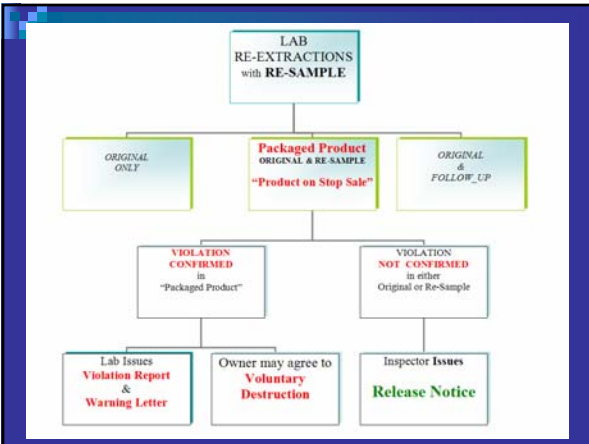 LAB
RE-EXTRACTIONS
with RE-SAMPLE
ORIGINAL
ONLY
Packaged Product
ORIGINAL & RE-SAMPLE
“Product on Stop Sale”
ORIGINAL
&
FOLLOW_UP
VIOLATION
CONFIRMED
in
“Packaged Product”
VIOLATION
NOT CONFIRMED
in either
Original or Re-Sample
Lab Issues
Violation Report
&
Warning Letter
Owner may agree to
Voluntary
Destruction
Inspector Issues
Release Notice